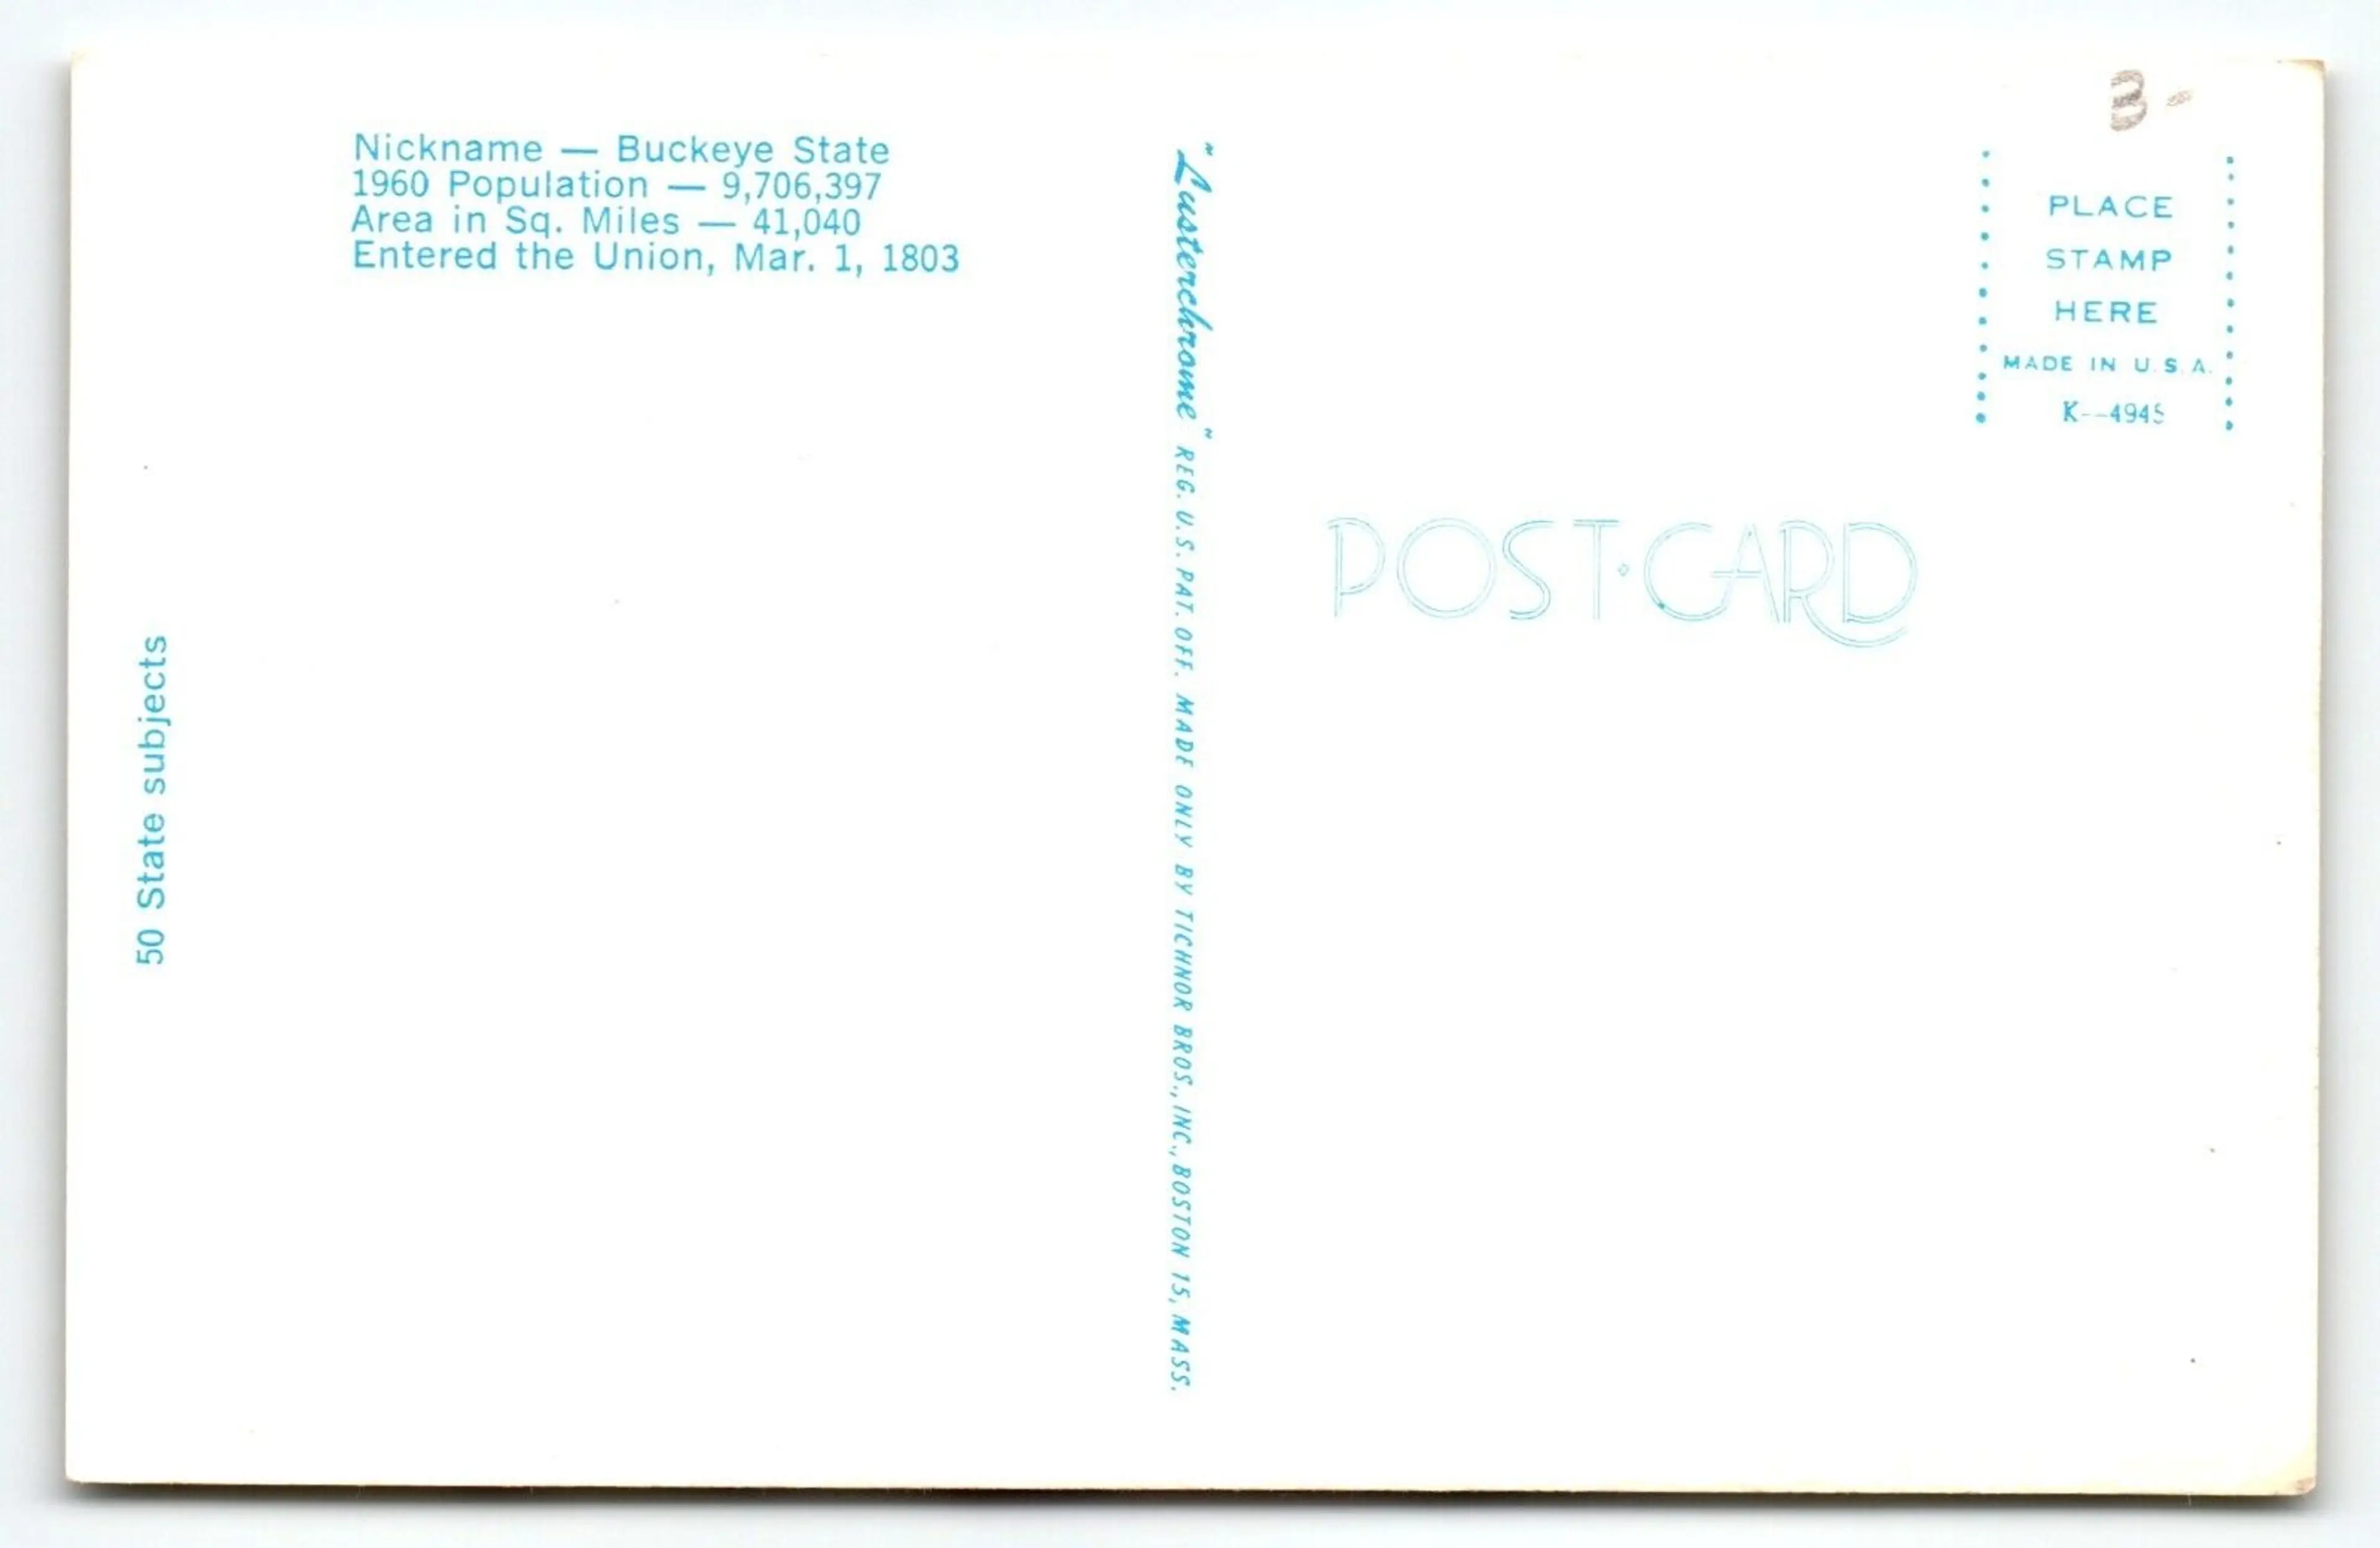 Nickname — Buckeye State
1960 Population — 9,706,397
Area in Sq. Miles — 41,040
Entered the Union, Mar. 1, 1803
50 State subjects
"Lusterchrome" REG. U.S. PAT. OFF. MADE ONLY BY TICHNOR BROS., INC., BOSTON 15, MASS.
3-
PLACE
STAMP
HERE
MADE IN U.S.A.
K--4945
POST·CARD